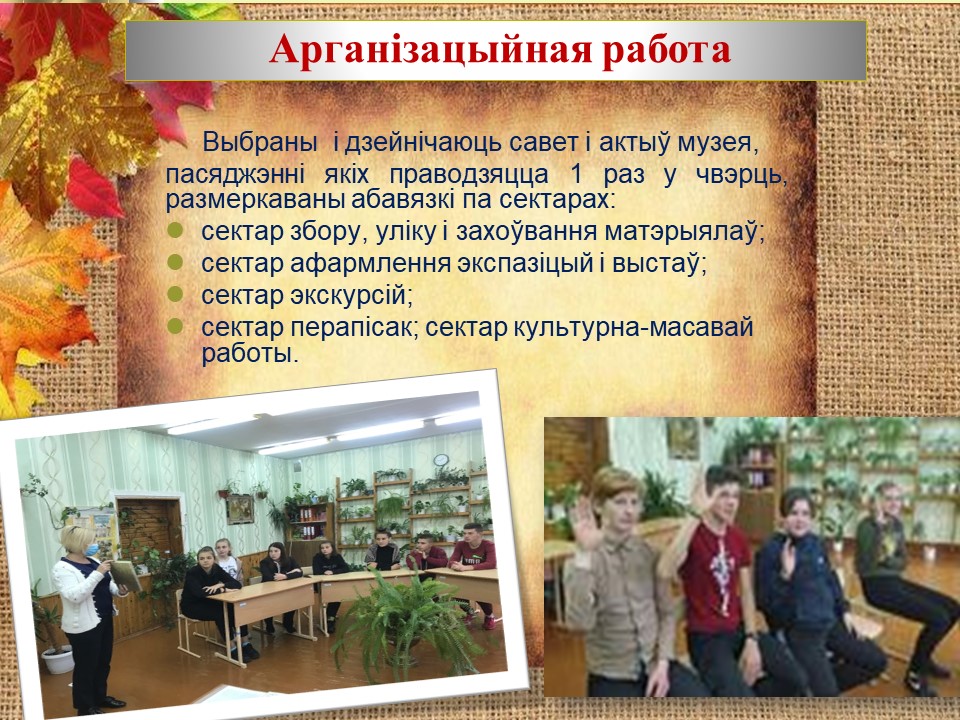 Арганізацыйная работа
Выбраны і дзейнічаюць савет і актыў музея,
пасяджэнні якіх праводзяцца 1 раз у чвэрць,
размеркаваны абавязкі па сектарах:
сектар збору, уліку і захоўвання матэрыялаў;
сектар афармлення экспазіцый і выстаў;
сектар экскурсій;
сектар перапісак; сектар культурна-масавай
работы.